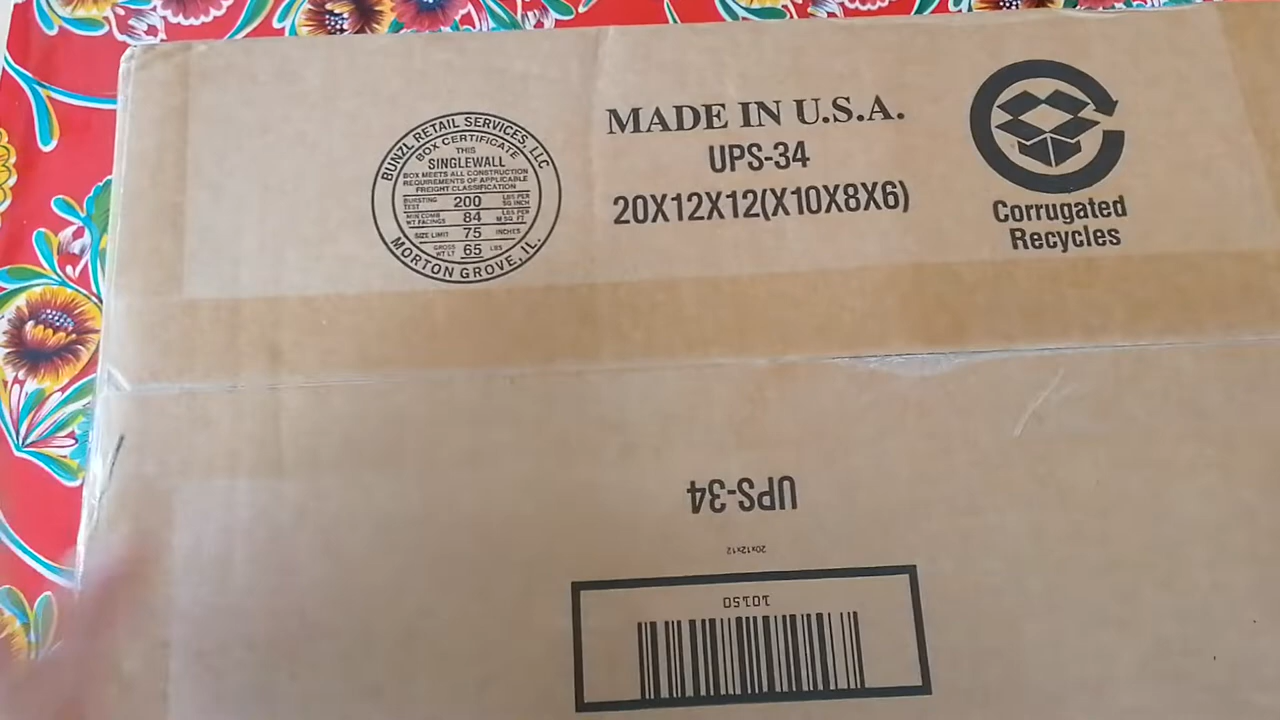 BUNZL RETAIL SERVICES, LLC
BOX CERTIFICATE
THIS
SINGLEWALL
BOX MEETS ALL CONSTRUCTION
REQUIREMENTS OF APPLICABLE
FREIGHT CLASSIFICATION
BURSTING TEST 200 LBS PER SQ INCH
MIN COMB WT FACINGS 84 LBS PER M SQ FT
SIZE LIMIT 75 INCHES
GROSS WT LT 65 LBS
MORTON GROVE, IL.
MADE IN U.S.A.
UPS-34
20X12X12(X10X8X6)
Corrugated
Recycles
UPS-34
20x12x12
10150